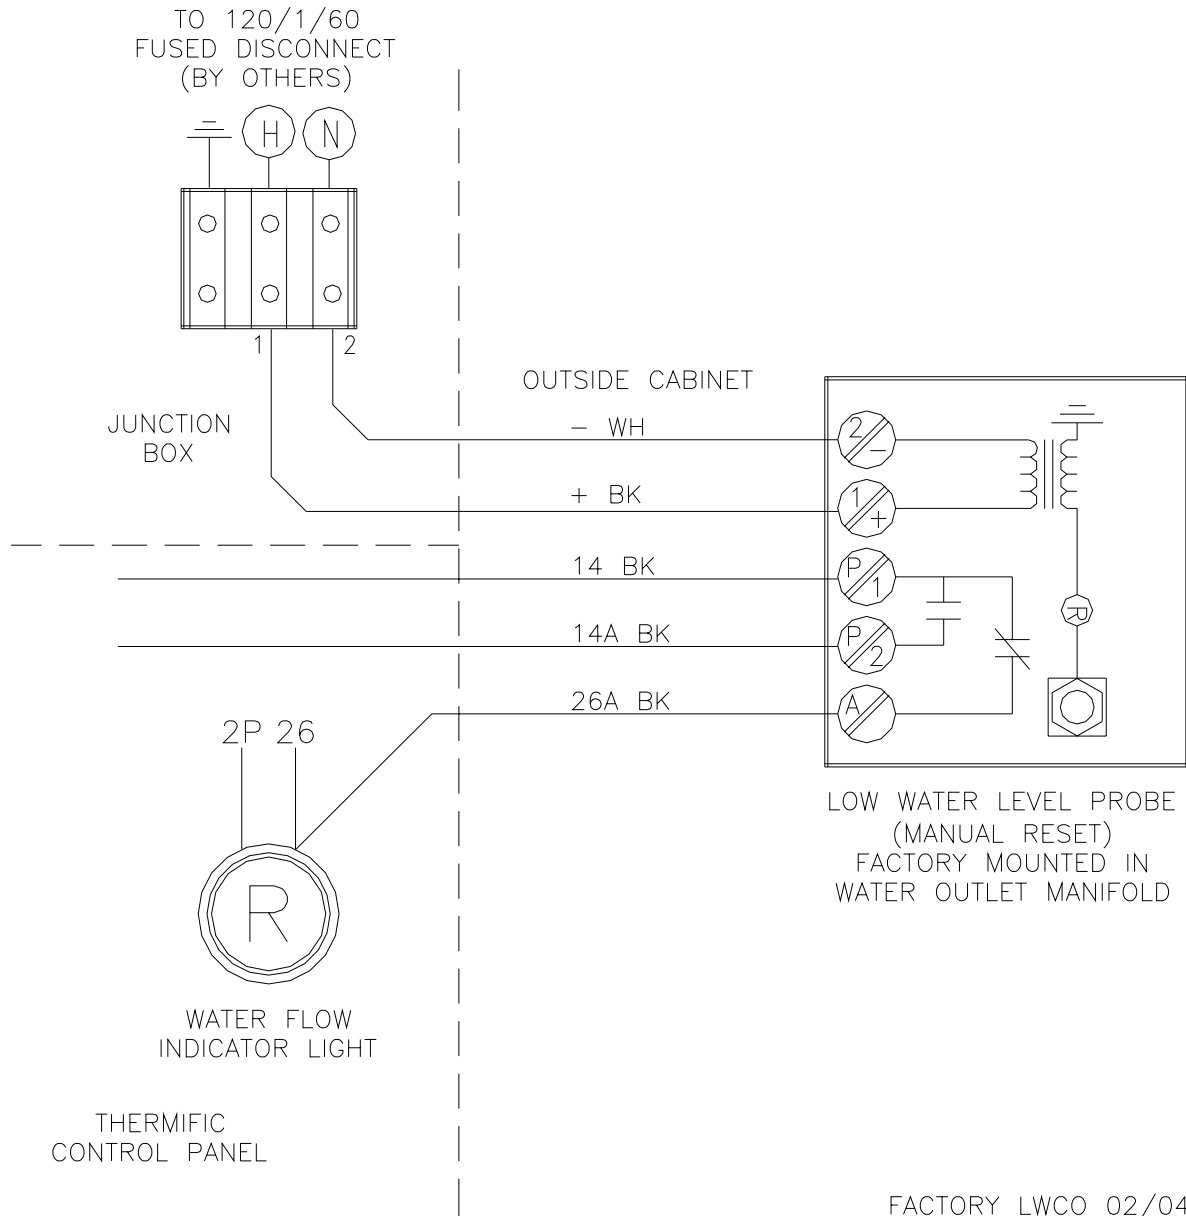 TO 120/1/60
FUSED DISCONNECT
(BY OTHERS)
H N
1 2
JUNCTION
BOX
OUTSIDE CABINET
- WH
+ BK
14 BK
14A BK
26A BK
2 -
1 +
P 1
P 2
A
R
2P 26
R
WATER FLOW
INDICATOR LIGHT
LOW WATER LEVEL PROBE
(MANUAL RESET)
FACTORY MOUNTED IN
WATER OUTLET MANIFOLD
THERMIFIC
CONTROL PANEL
FACTORY LWCO 02/04